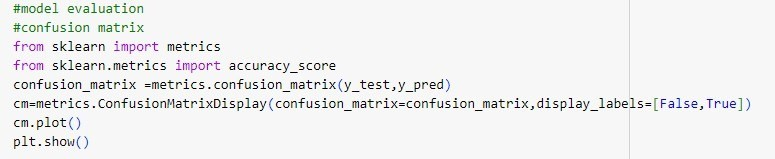 #model evaluation
#confusion matrix
from sklearn import metrics
from sklearn.metrics import accuracy_score
confusion_matrix =metrics.confusion_matrix(y_test,y_pred)
cm=metrics.ConfusionMatrixDisplay(confusion_matrix=confusion_matrix,display_labels=[False,True])
cm.plot()
plt.show()